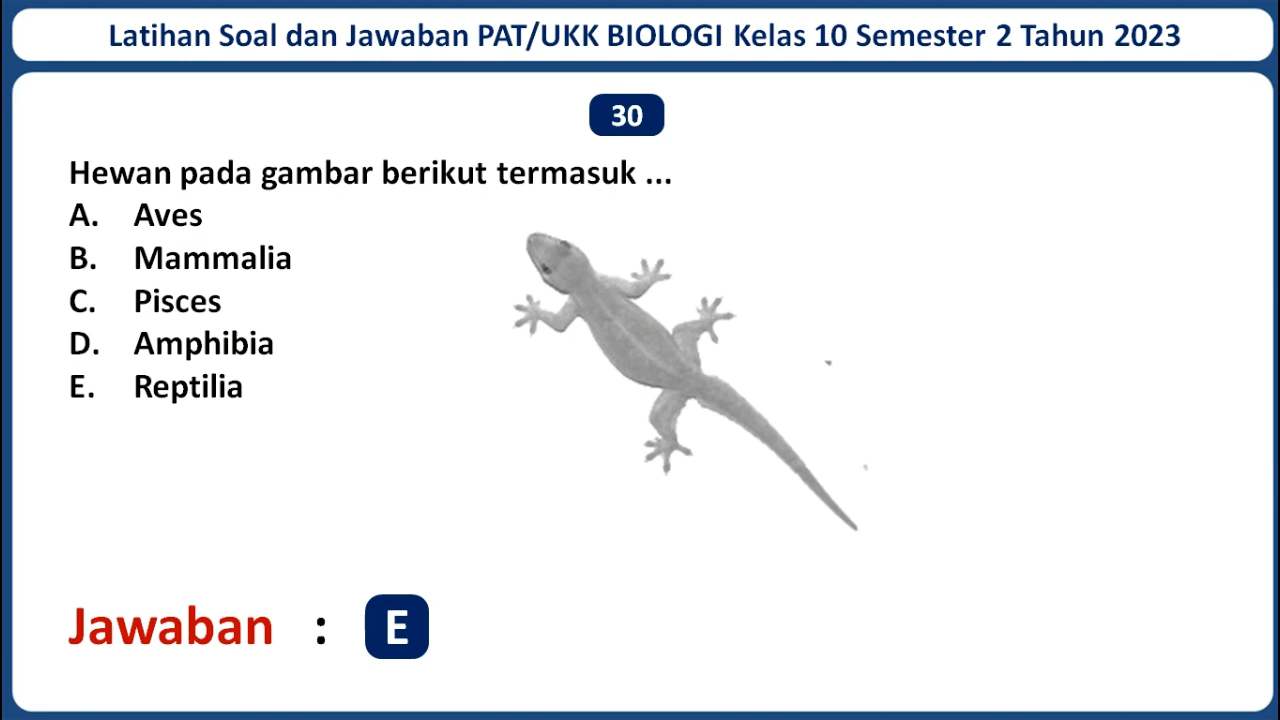 Latihan Soal dan Jawaban PAT/UKK BIOLOGI Kelas 10 Semester 2 Tahun 2023
30
Hewan pada gambar berikut termasuk ...
A. Aves
B. Mammalia
C. Pisces
D. Amphibia
E. Reptilia
Jawaban : E